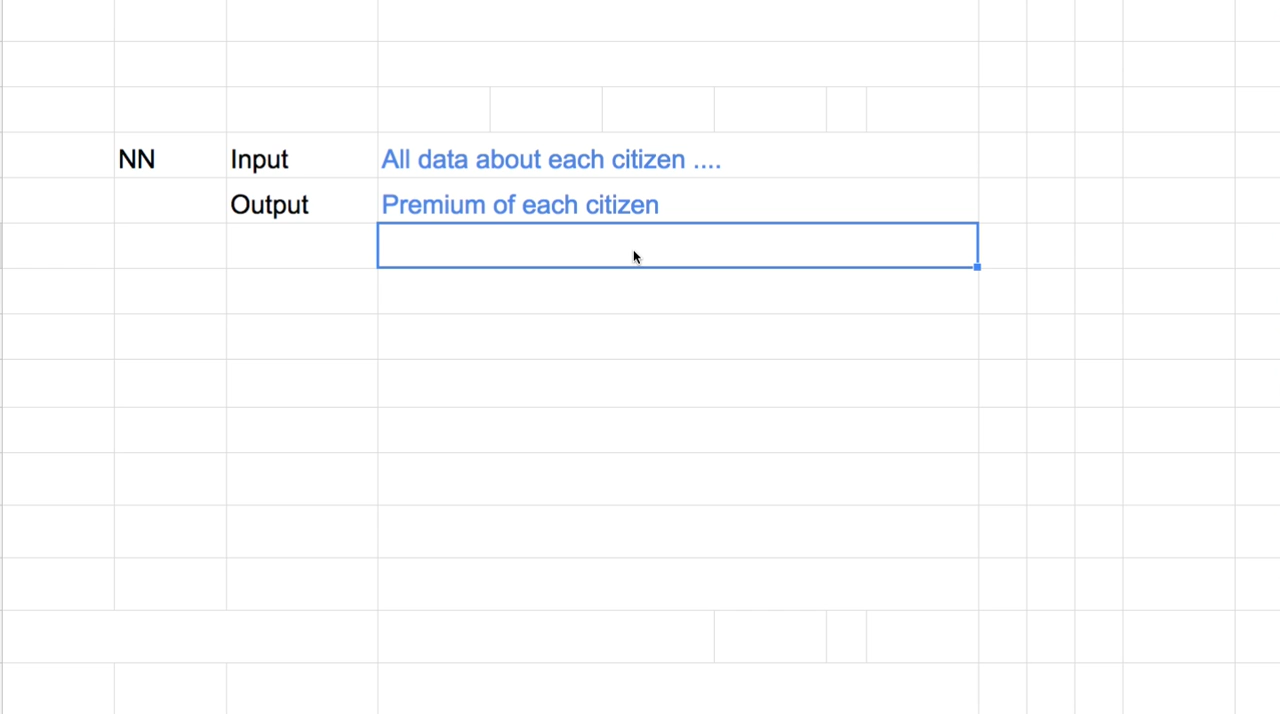 NN Input All data about each citizen ....
Output Premium of each citizen